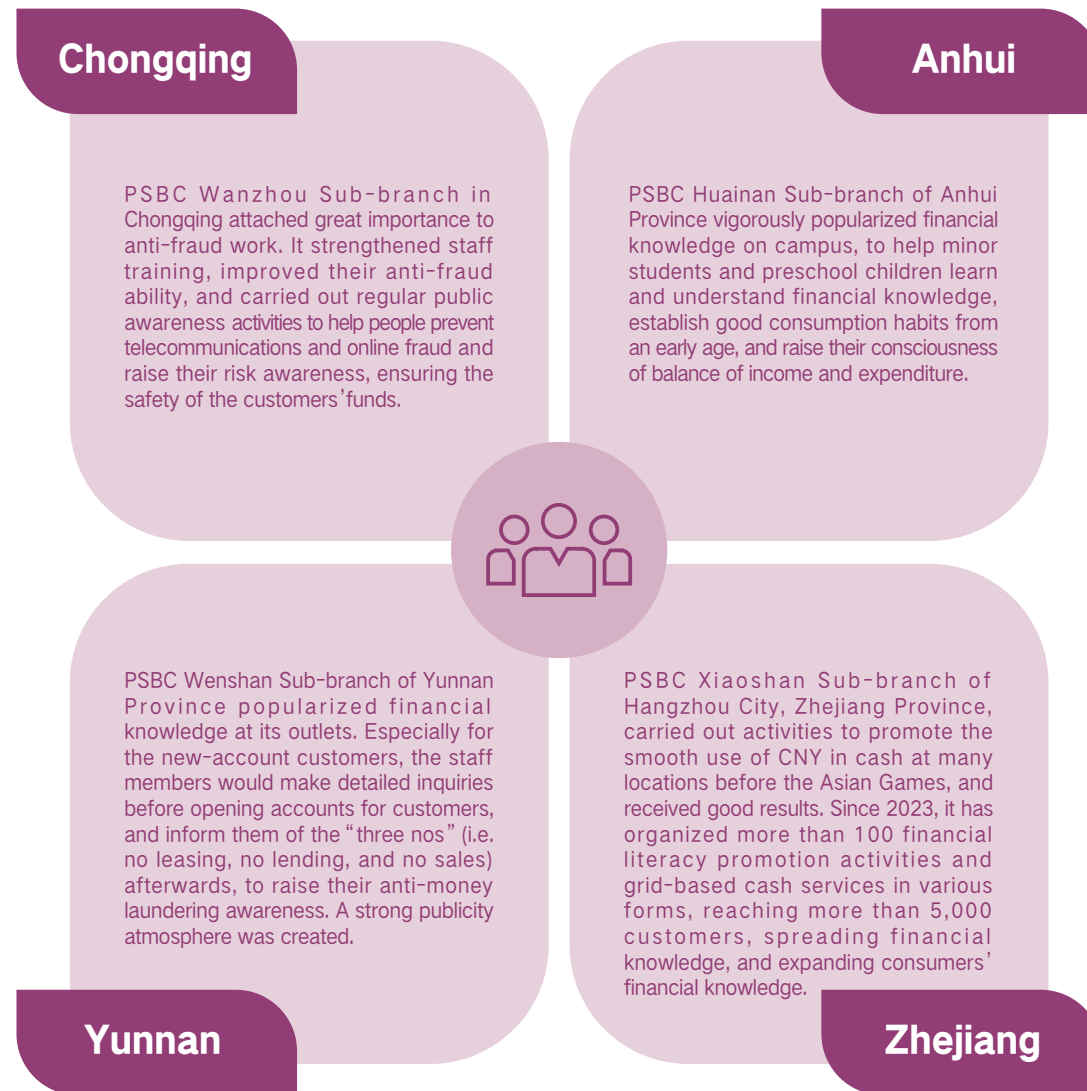 Chongqing
PSBC Wanzhou Sub-branch in
Chongqing attached great importance to
anti-fraud work. It strengthened staff
training, improved their anti-fraud
ability, and carried out regular public
awareness activities to help people prevent
telecommunications and online fraud and
raise their risk awareness, ensuring the
safety of the customers’funds.
Anhui
PSBC Huainan Sub-branch of Anhui
Province vigorously popularized financial
knowledge on campus, to help minor
students and preschool children learn
and understand financial knowledge,
establish good consumption habits from
an early age, and raise their consciousness
of balance of income and expenditure.
PSBC Wenshan Sub-branch of Yunnan
Province popularized financial
knowledge at its outlets. Especially for
the new-account customers, the staff
members would make detailed inquiries
before opening accounts for customers,
and inform them of the “three nos” (i.e.
no leasing, no lending, and no sales)
afterwards, to raise their anti-money
laundering awareness. A strong publicity
atmosphere was created.
Yunnan
PSBC Xiaoshan Sub-branch of
Hangzhou City, Zhejiang Province,
carried out activities to promote the
smooth use of CNY in cash at many
locations before the Asian Games, and
received good results. Since 2023, it has
organized more than 100 financial
literacy promotion activities and
grid-based cash services in various
forms, reaching more than 5,000
customers, spreading financial
knowledge, and expanding consumers’
financial knowledge.
Zhejiang